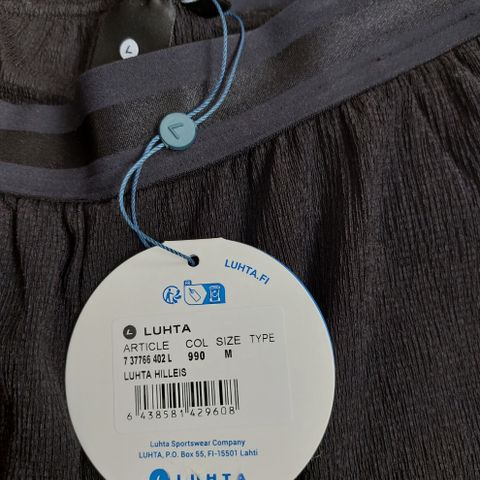 LUHTA.FI
LUHTA
ARTICLE COL SIZE TYPE
7 37766 402 L 990 M
LUHTA HILLEIS
6 438581 429608
Luhta Sportswear Company
LUHTA, P.O. Box 55, FI-15501 Lahti
LUHTA